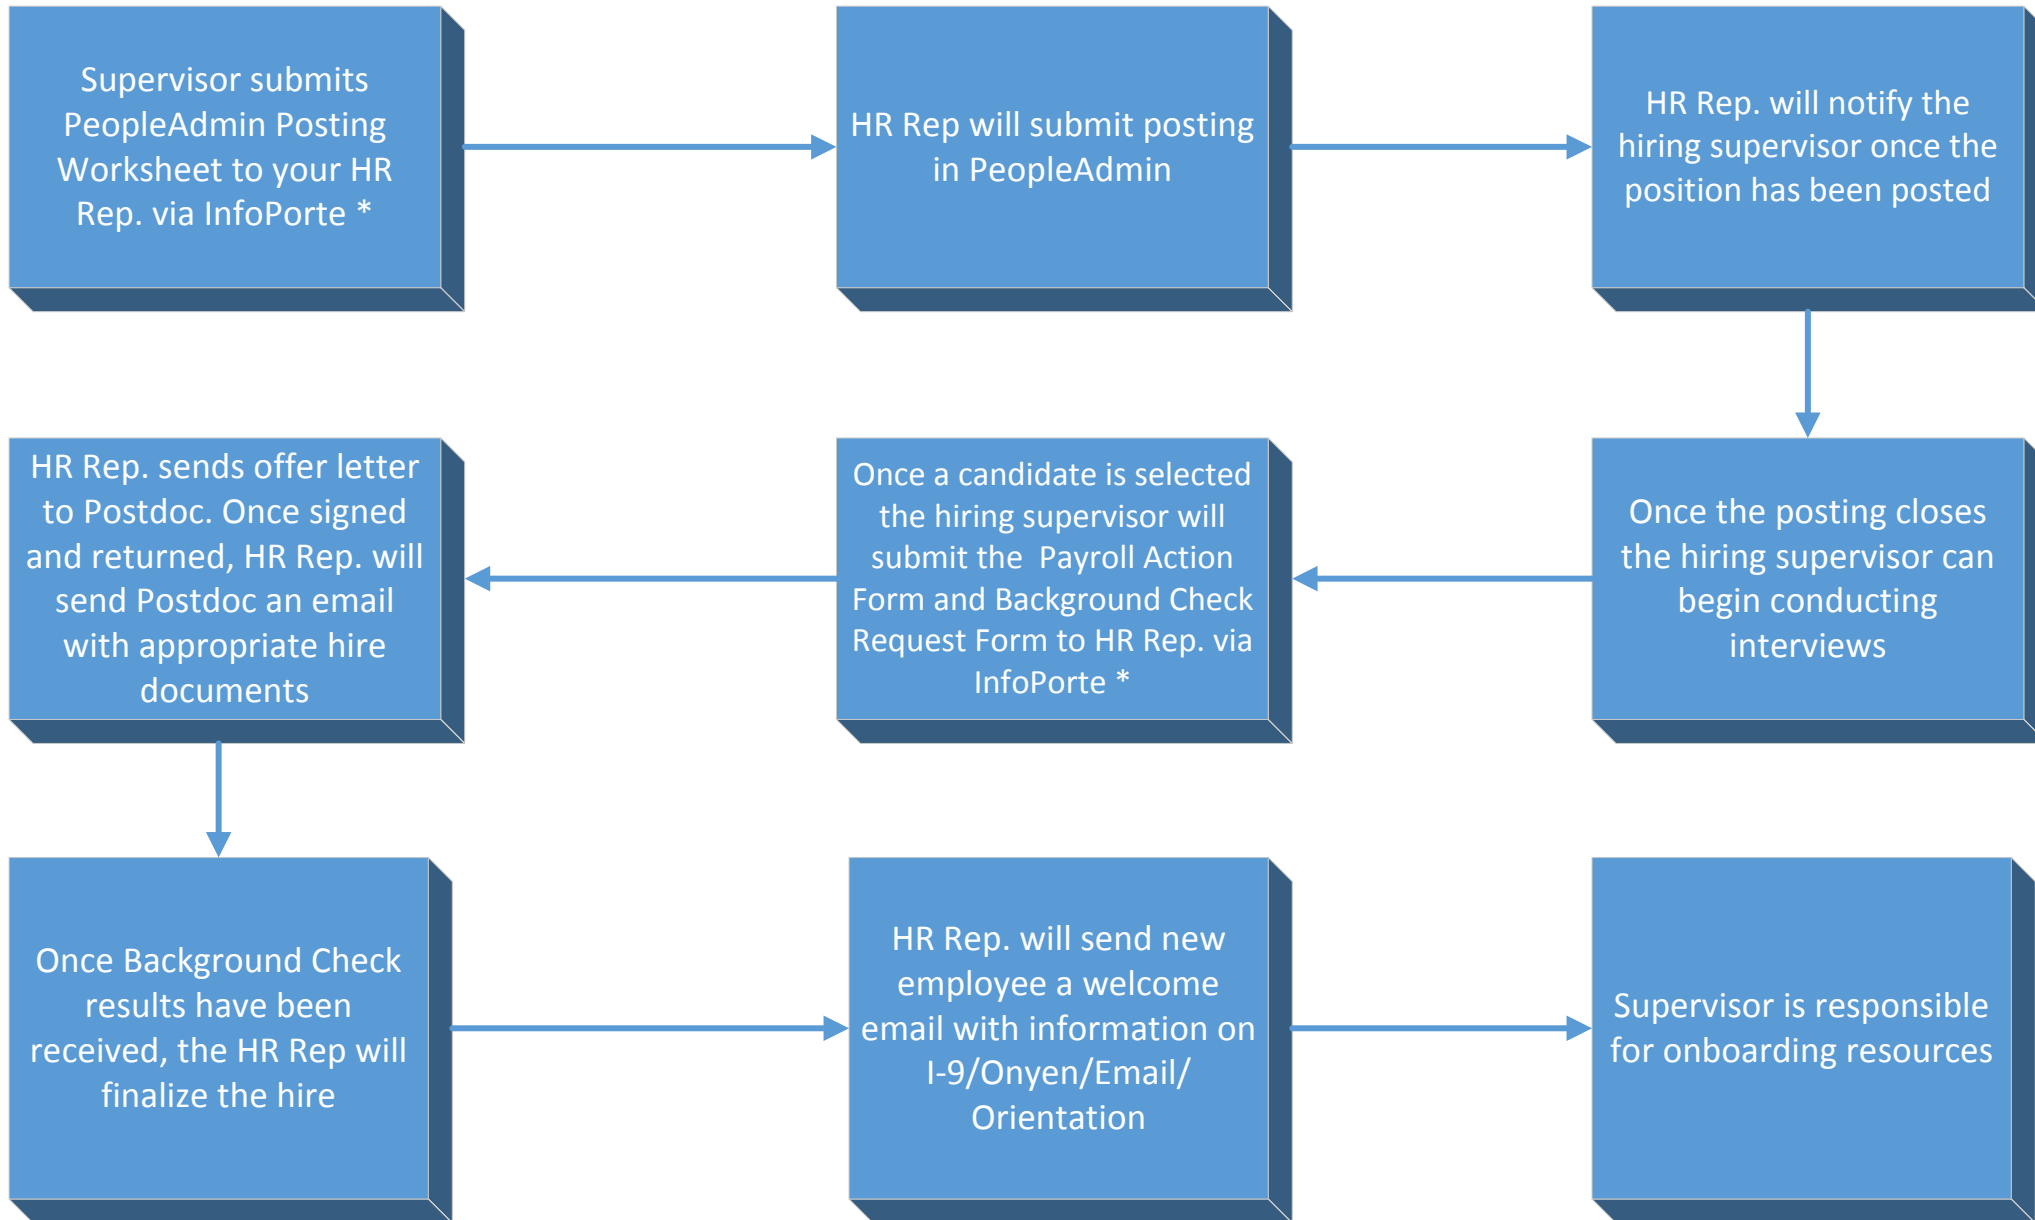 Supervisor submits
PeopleAdmin Posting
Worksheet to your HR
Rep. via InfoPorte *
HR Rep will submit posting
in PeopleAdmin
HR Rep. will notify the
hiring supervisor once the
position has been posted
Once the posting closes
the hiring supervisor can
begin conducting
interviews
Once a candidate is selected
the hiring supervisor will
submit the  Payroll Action
Form and Background Check
Request Form to HR Rep. via
InfoPorte *
HR Rep. sends offer letter
to Postdoc. Once signed
and returned, HR Rep. will
send Postdoc an email
with appropriate hire
documents
Once Background Check
results have been
received, the HR Rep will
finalize the hire
HR Rep. will send new
employee a welcome
email with information on
I-9/Onyen/Email/
Orientation
Supervisor is responsible
for onboarding resources